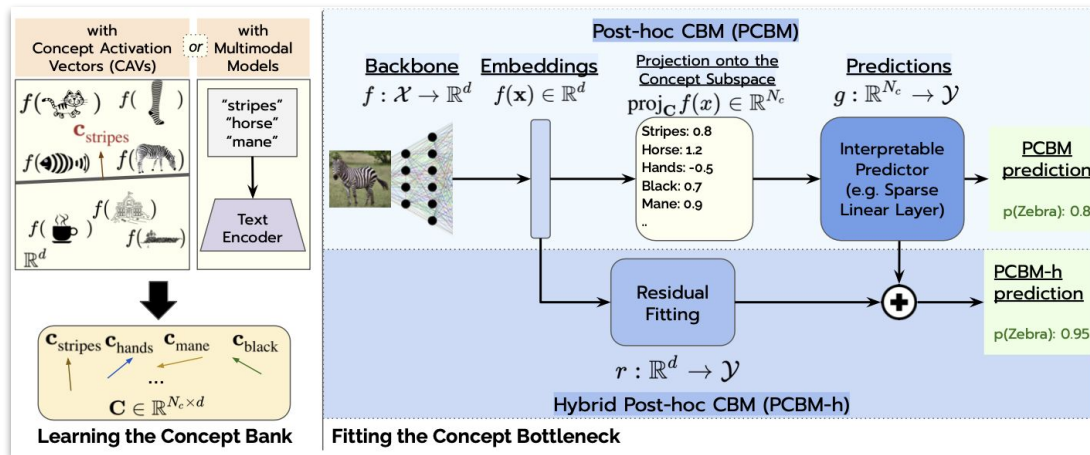 with
Concept Activation
Vectors (CAVs)
or
with
Multimodal
Models
f( )
f( )
c_stripes
f( )
f( )
f( )
f( )
f( )
ℝ^d
"stripes"
"horse"
"mane"
Text
Encoder
c_stripes c_hands c_mane c_black
...
C ∈ ℝ^{N_c × d}
Learning the Concept Bank
Post-hoc CBM (PCBM)
Backbone
f : 𝒳 → ℝ^d
Embeddings
f(x) ∈ ℝ^d
Projection onto the
Concept Subspace
proj_C f(x) ∈ ℝ^{N_c}
Predictions
g : ℝ^{N_c} → 𝒴
Stripes: 0.8
Horse: 1.2
Hands: -0.5
Black: 0.7
Mane: 0.9
..
Interpretable
Predictor
(e.g. Sparse
Linear Layer)
PCBM
prediction
p(Zebra): 0.8
Residual
Fitting
+
PCBM-h
prediction
p(Zebra): 0.95
r : ℝ^d → 𝒴
Hybrid Post-hoc CBM (PCBM-h)
Fitting the Concept Bottleneck